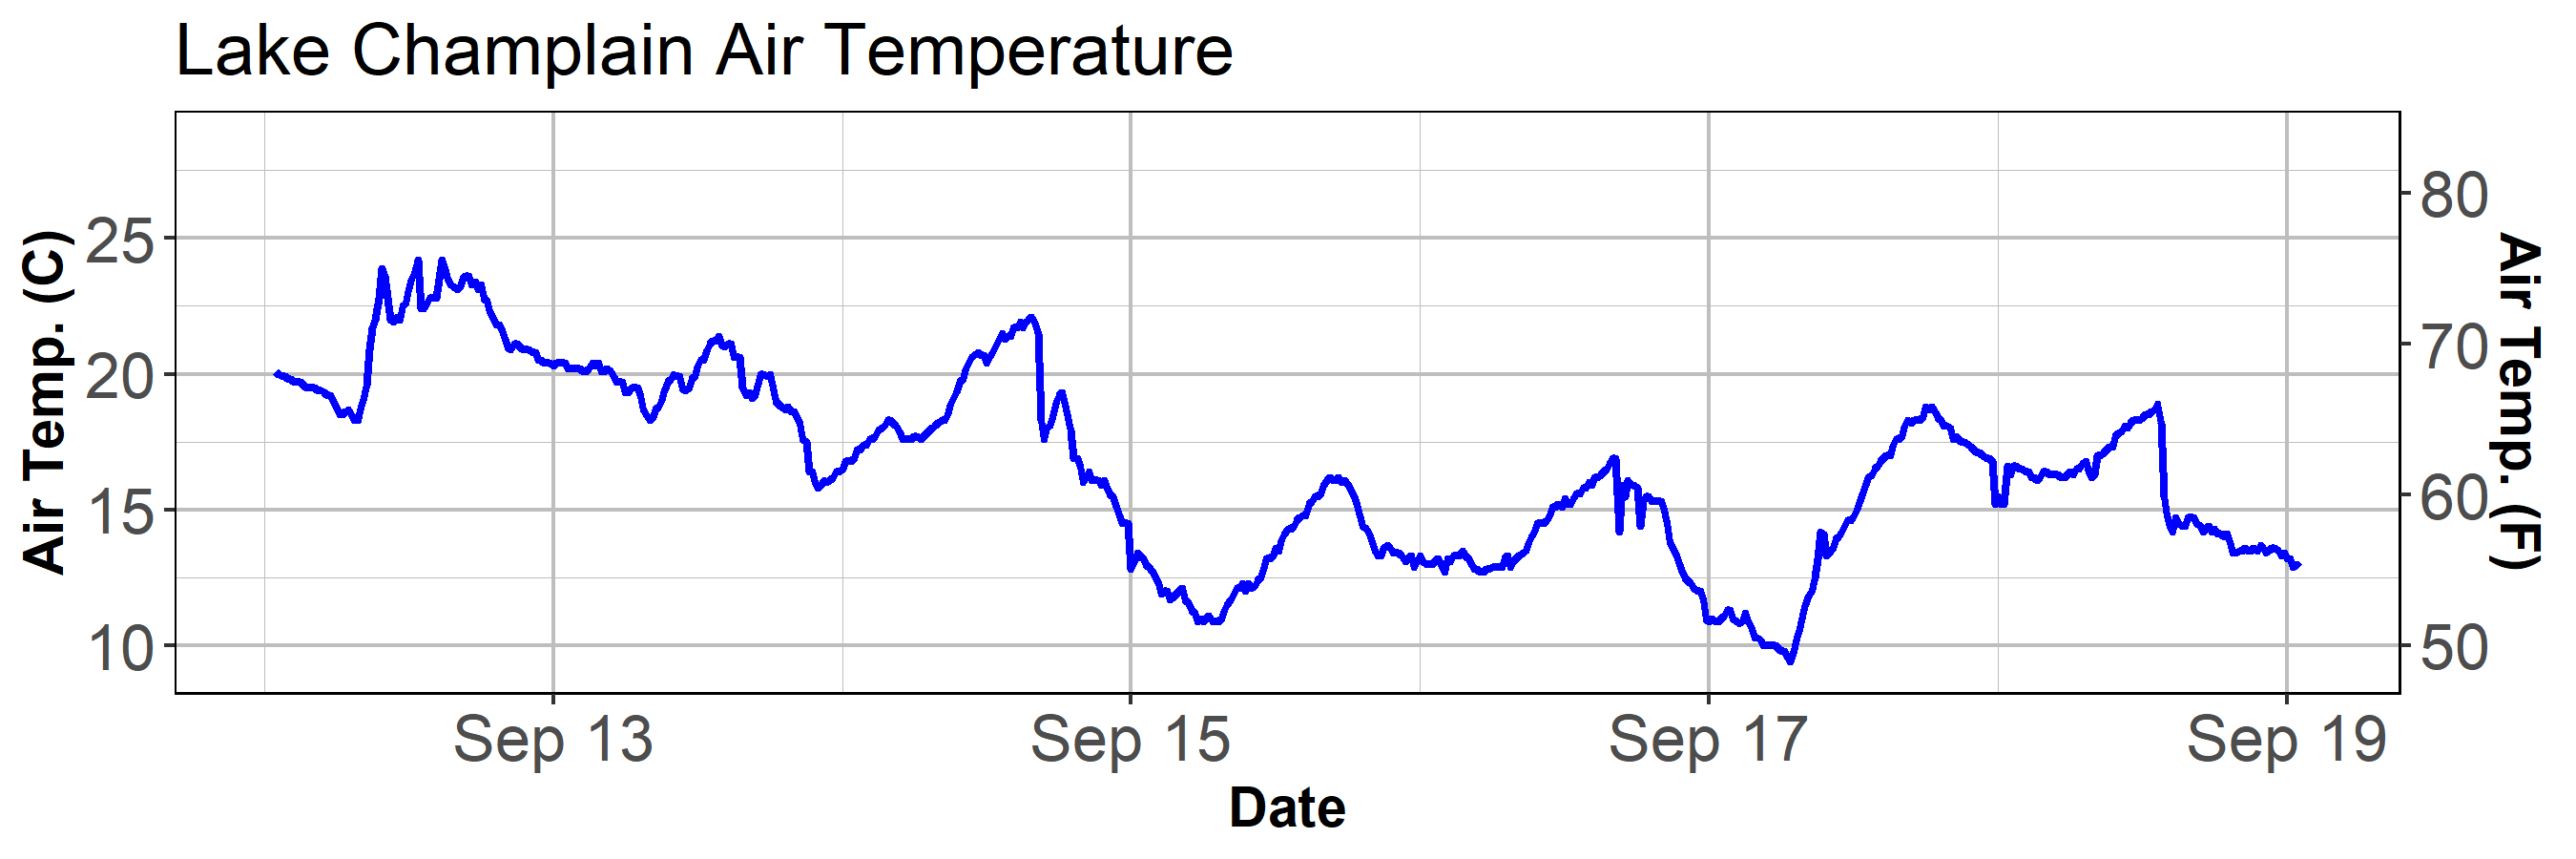 Lake Champlain Air Temperature
Air Temp. (C)
25
20
15
10
80
70
60
50
Air Temp. (F)
Sep 13
Sep 15
Sep 17
Sep 19
Date